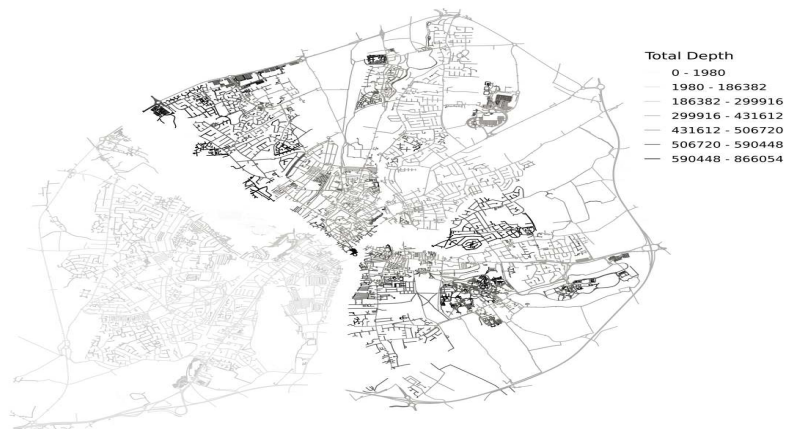 Total Depth
0 - 1980
1980 - 186382
186382 - 299916
299916 - 431612
431612 - 506720
506720 - 590448
590448 - 866054